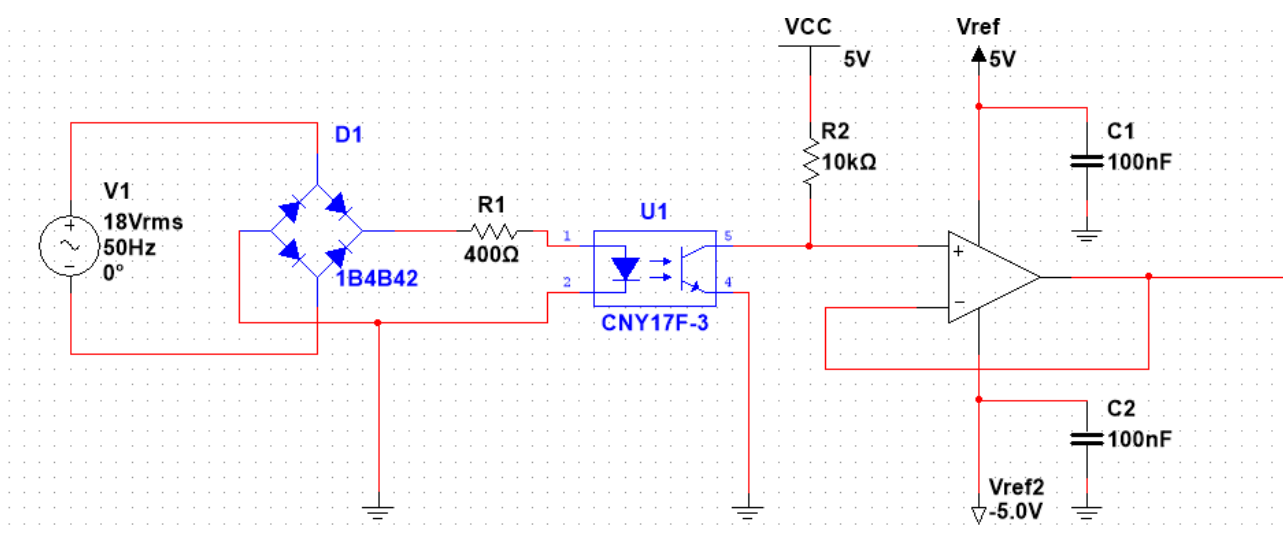 VCC
5V
Vref
5V
D1
R2
10kΩ
C1
100nF
V1
18Vrms
50Hz
0°
R1
400Ω
U1
1
5
+
1B4B42
2
4
−
CNY17F-3
C2
100nF
Vref2
-5.0V